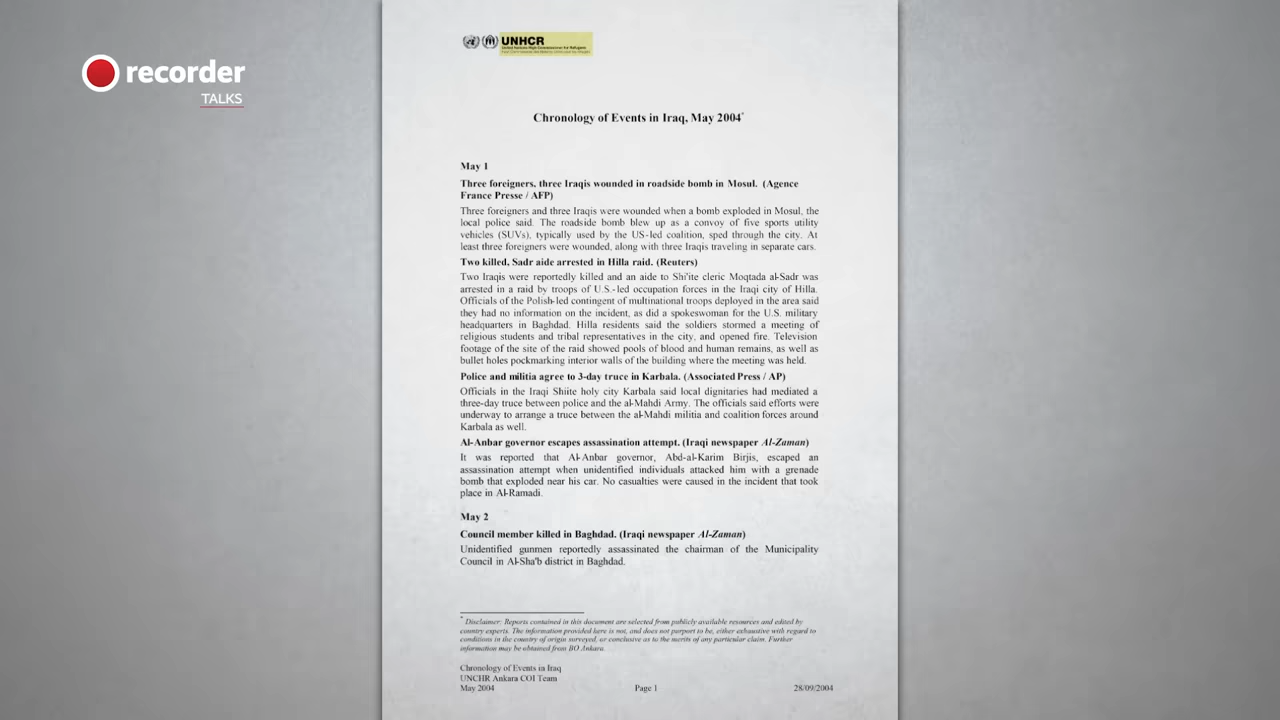 recorder
TALKS
UNHCR
United Nations High Commissioner for Refugees
Chronology of Events in Iraq, May 2004*
May 1
Three foreigners, three Iraqis wounded in roadside bomb in Mosul. (Agence
France Presse / AFP)
Three foreigners and three Iraqis were wounded when a bomb exploded in Mosul, the
local police said. The roadside bomb blew up as a convoy of five sports utility
vehicles (SUVs), typically used by the US-led coalition, sped through the city. At
least three foreigners were wounded, along with three Iraqis traveling in separate cars.
Two killed, Sadr aide arrested in Hilla raid. (Reuters)
Two Iraqis were reportedly killed and an aide to Shi'ite cleric Moqtada al-Sadr was
arrested in a raid by troops of U.S.-led occupation forces in the Iraqi city of Hilla.
Officials of the Polish-led contingent of multinational troops deployed in the area said
they had no information on the incident, as did a spokeswoman for the U.S. military
headquarters in Baghdad. Hilla residents said the soldiers stormed a meeting of
religious students and tribal representatives in the city, and opened fire. Television
footage of the site of the raid showed pools of blood and human remains, as well as
bullet holes pockmarking interior walls of the building where the meeting was held.
Police and militia agree to 3-day truce in Karbala. (Associated Press / AP)
Officials in the Iraqi Shiite holy city Karbala said local dignitaries had mediated a
three-day truce between police and the al-Mahdi Army. The officials said efforts were
underway to arrange a truce between the al-Mahdi militia and coalition forces around
Karbala as well.
Al-Anbar governor escapes assassination attempt. (Iraqi newspaper Al-Zaman)
It was reported that Al-Anbar governor, Abd-al-Karim Birjis, escaped an
assassination attempt when unidentified individuals attacked him with a grenade
bomb that exploded near his car. No casualties were caused in the incident that took
place in Al-Ramadi.
May 2
Council member killed in Baghdad. (Iraqi newspaper Al-Zaman)
Unidentified gunmen reportedly assassinated the chairman of the Municipality
Council in Al-Sha'b district in Baghdad.
* Disclaimer: Reports contained in this document are selected from publicly available resources and edited by
country experts. The information provided here is not, and does not purport to be, either exhaustive with regard to
conditions in the country of origin surveyed, or conclusive as to the merits of any particular claim. Further
information may be obtained from BO Ankara.
Chronology of Events in Iraq
UNCHR Ankara COI Team
May 2004 Page 1 28/09/2004